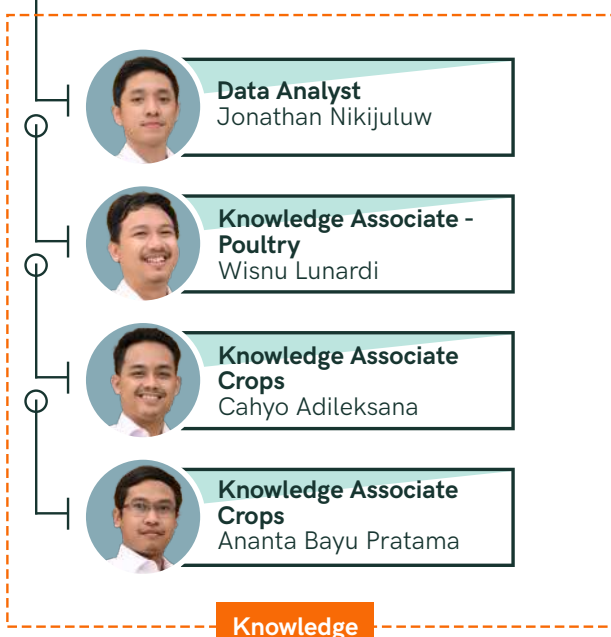 Data Analyst
Jonathan Nikijuluw
Knowledge Associate -
Poultry
Wisnu Lunardi
Knowledge Associate
Crops
Cahyo Adileksana
Knowledge Associate
Crops
Ananta Bayu Pratama
Knowledge